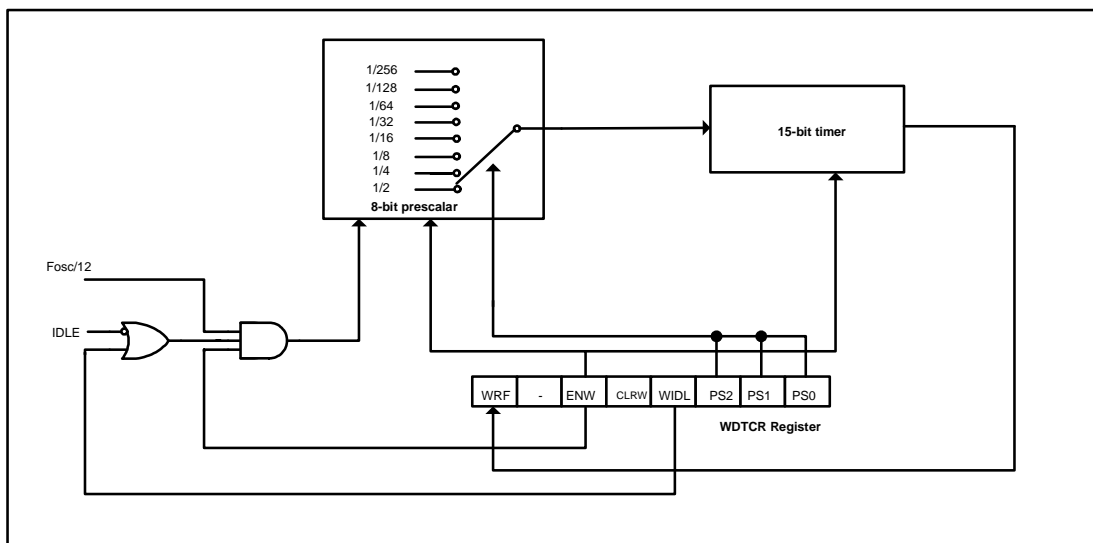 1/256
1/128
1/64
1/32
1/16
1/8
1/4
1/2
8-bit prescalar
15-bit timer
Fosc/12
IDLE
WRF - ENW CLRW WIDL PS2 PS1 PS0
WDTCR Register